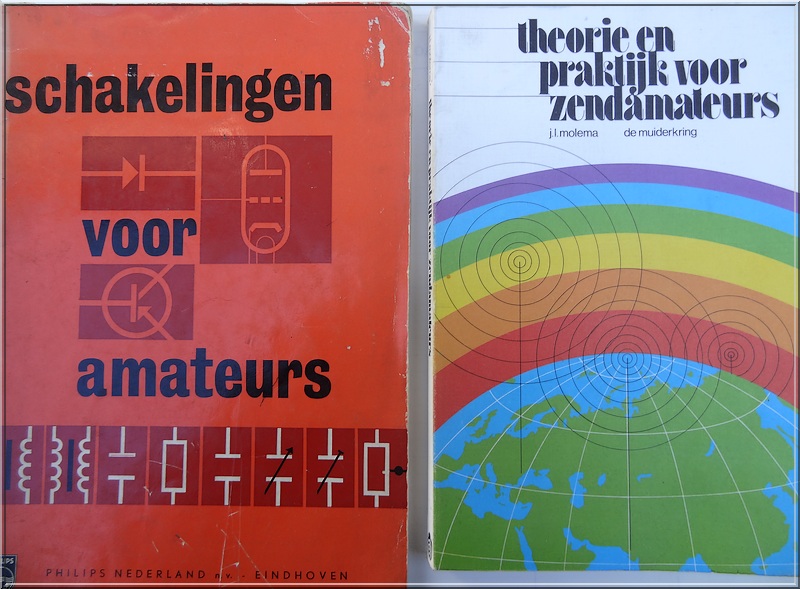 schakelingen
voor
amateurs
PHILIPS NEDERLAND n.v. - EINDHOVEN
theorie en
praktijk voor
zendamateurs
j.l.molema de muiderkring